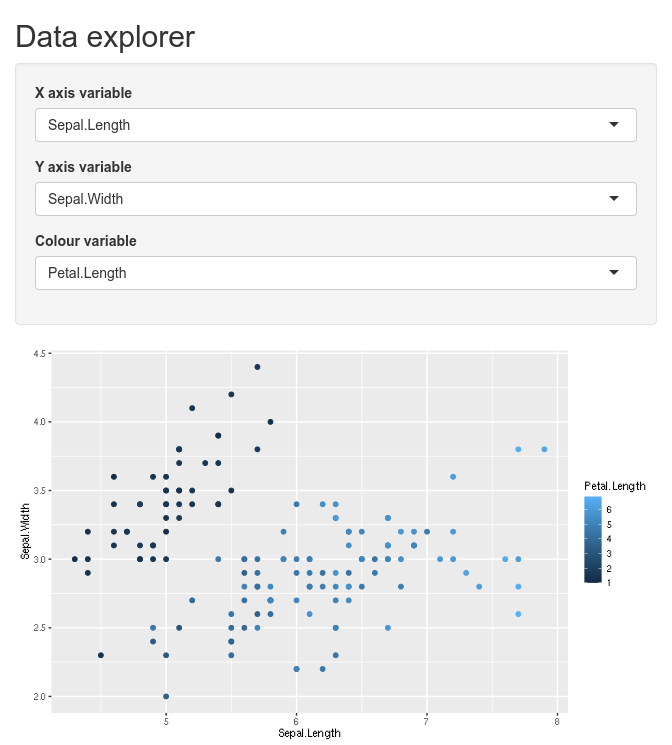 Data explorer
X axis variable
Sepal.Length
Y axis variable
Sepal.Width
Colour variable
Petal.Length
4.5
4.0
3.5
3.0
2.5
2.0
Sepal.Width
5 6 7 8
Sepal.Length
Petal.Length
6
5
4
3
2
1